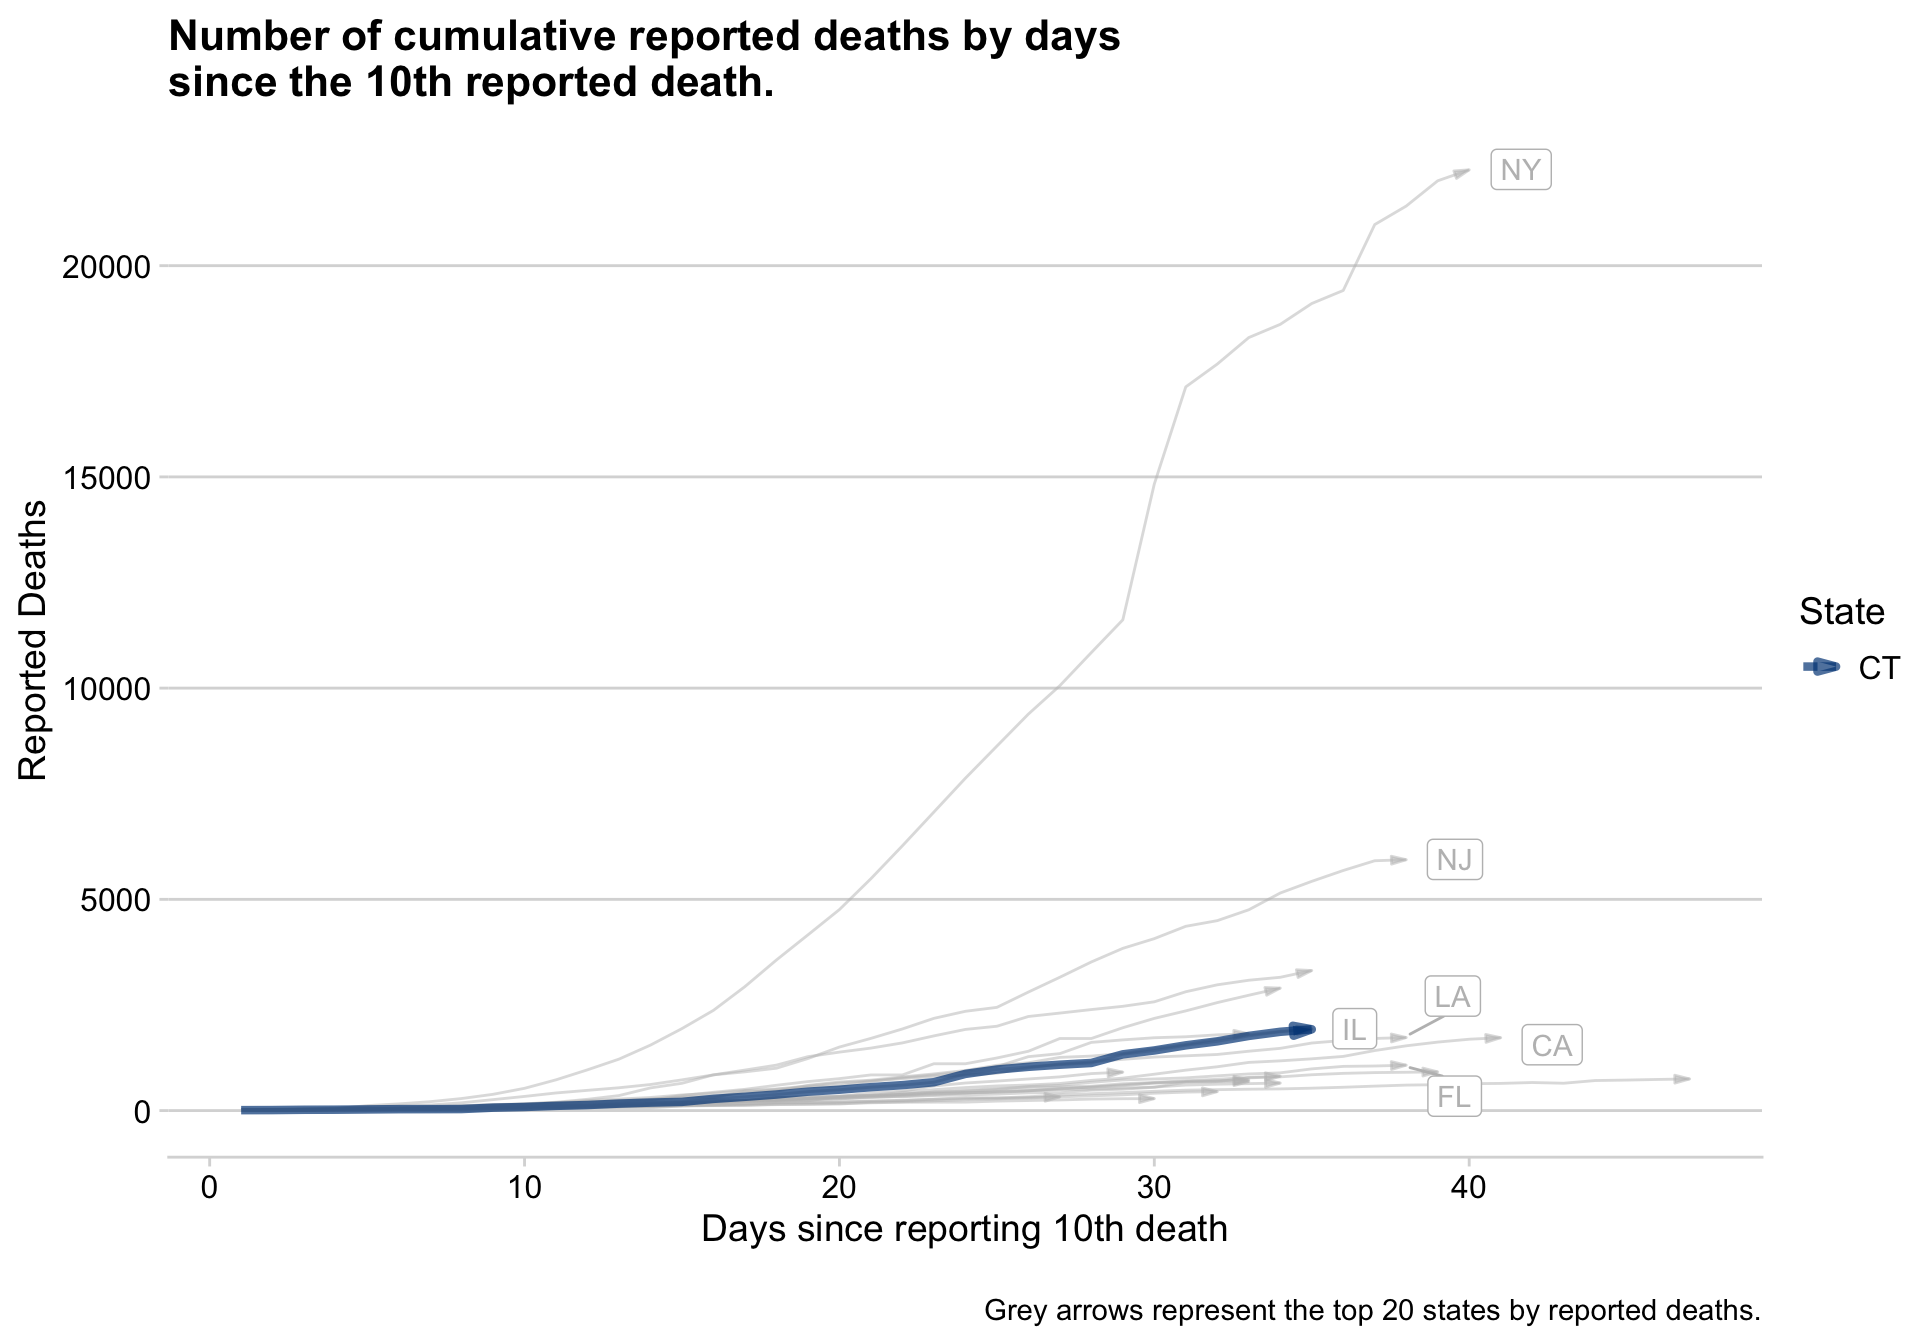 Number of cumulative reported deaths by days
since the 10th reported death.
NY
20000
15000
Reported Deaths
State
CT
10000
NJ
5000
LA
IL
CA
FL
0
0 10 20 30 40
Days since reporting 10th death
Grey arrows represent the top 20 states by reported deaths.